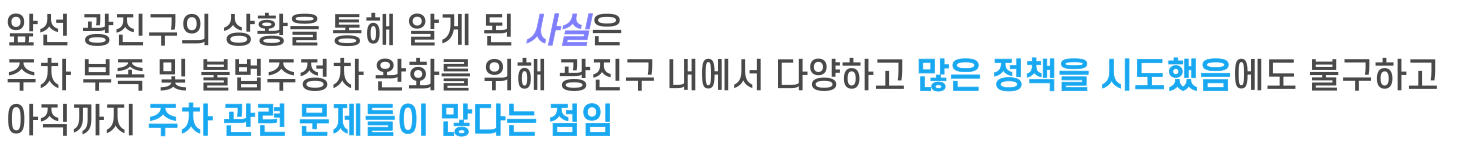 앞선 광진구의 상황을 통해 알게 된 사실은
주차 부족 및 불법주정차 완화를 위해 광진구 내에서 다양하고 많은 정책을 시도했음에도 불구하고
아직까지 주차 관련 문제들이 많다는 점임